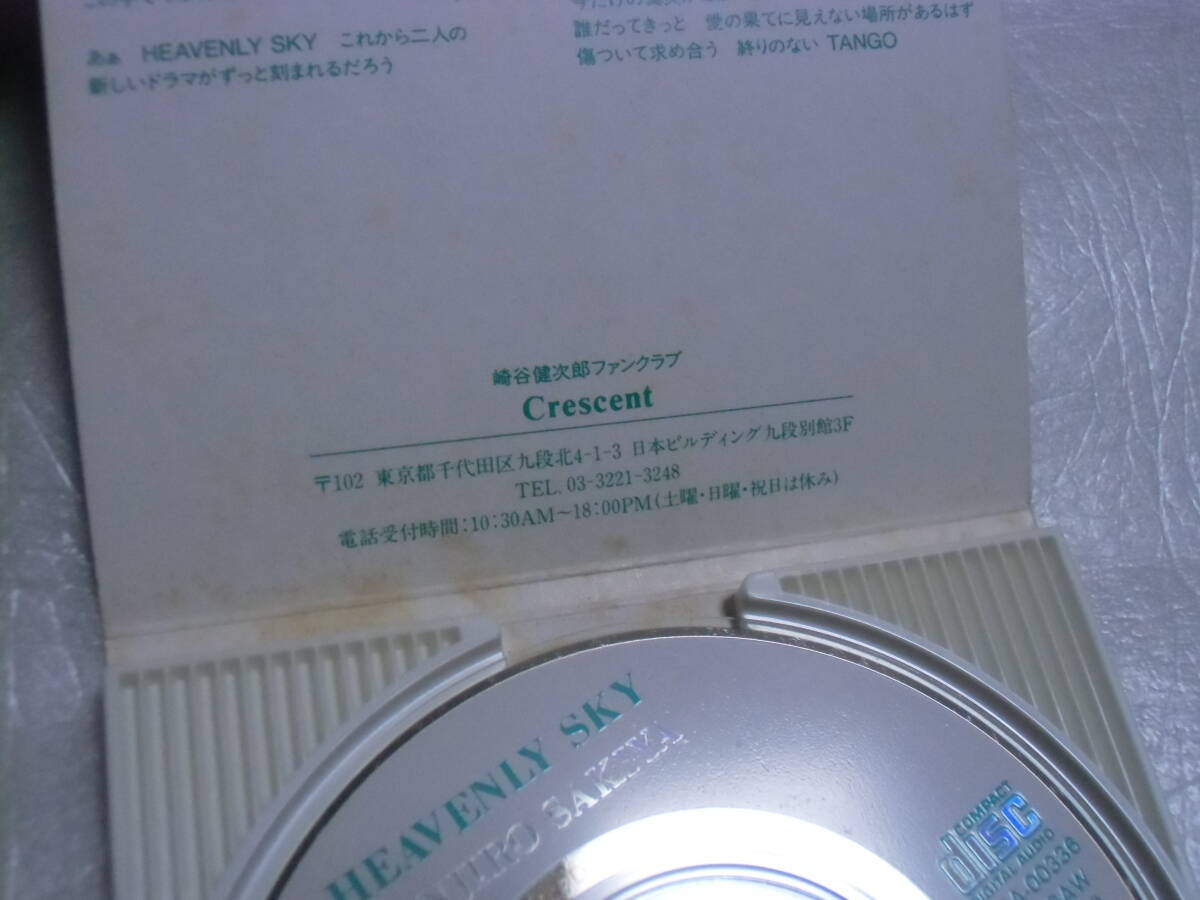 あぁ HEAVENLY SKY これから二人の
新しいドラマがずっと刻まれるだろう
誰だってきっと 愛の果てに見えない場所があるはず
傷ついて求め合う 終りのない TANGO
崎谷健次郎ファンクラブ
Crescent
〒102 東京都千代田区九段北4-1-3 日本ビルディング九段別館3F
TEL. 03-3221-3248
電話受付時間:10:30AM～18:00PM(土曜・日曜・祝日は休み)
HEAVENLY SKY
JIRO SAKIYA
COMPACT
disc
DIGITAL AUDIO
A-00336